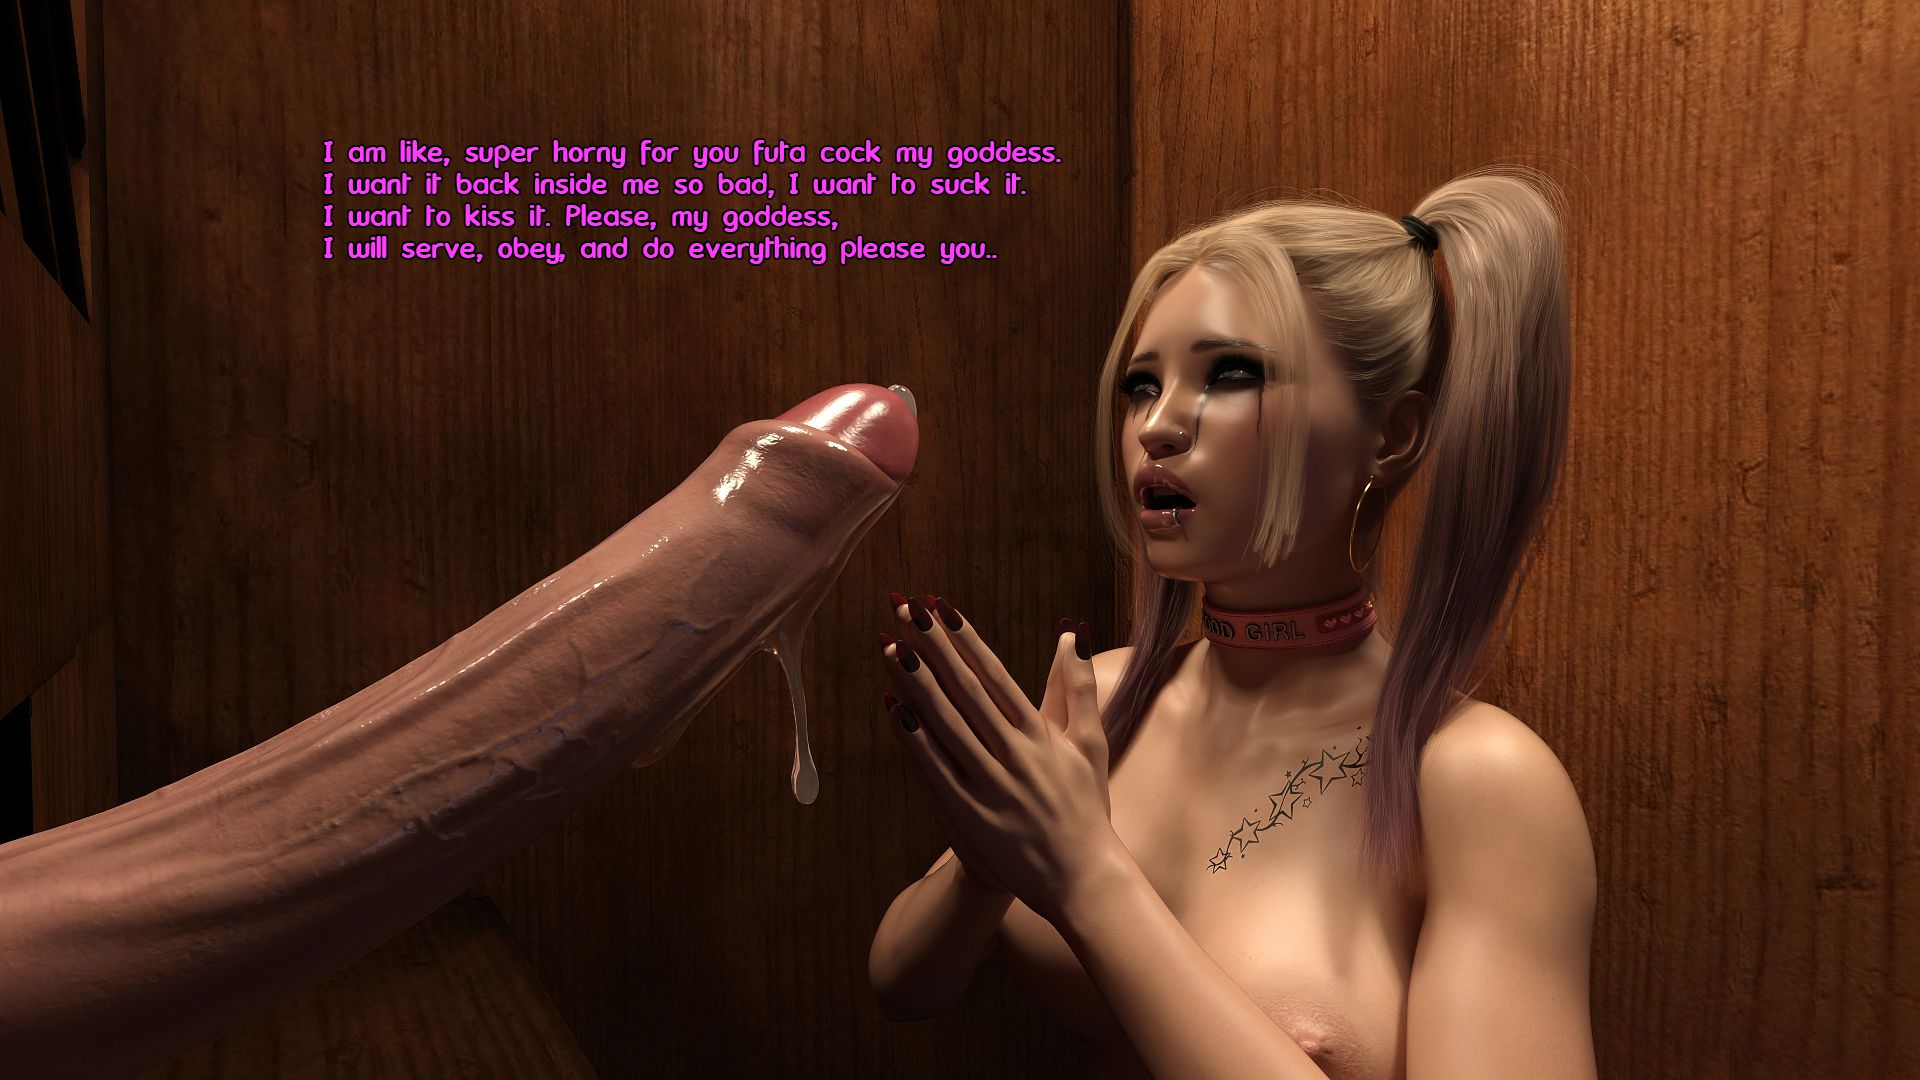 I am like, super horny for you futa cock my goddess.
I want it back inside me so bad, I want to suck it.
I want to kiss it. Please, my goddess,
I will serve, obey, and do everything please you..
GIRL